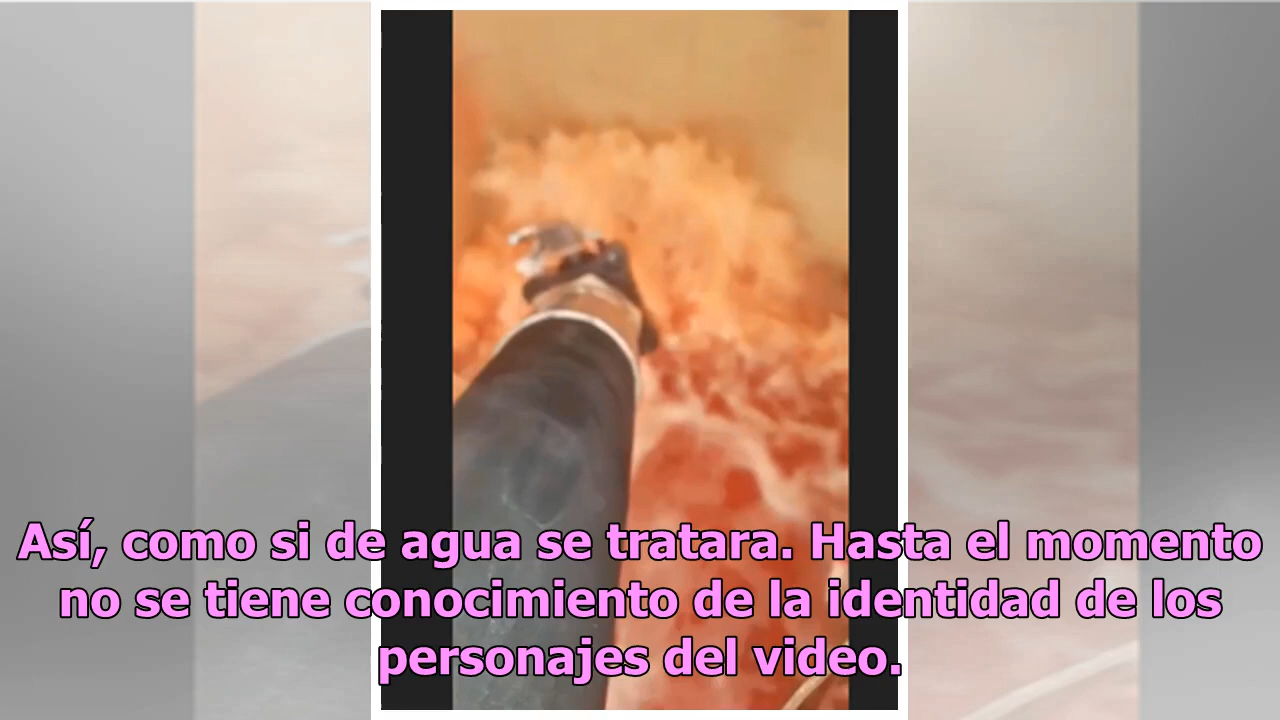 Así, como si de agua se tratara. Hasta el momento
no se tiene conocimiento de la identidad de los
personajes del video.